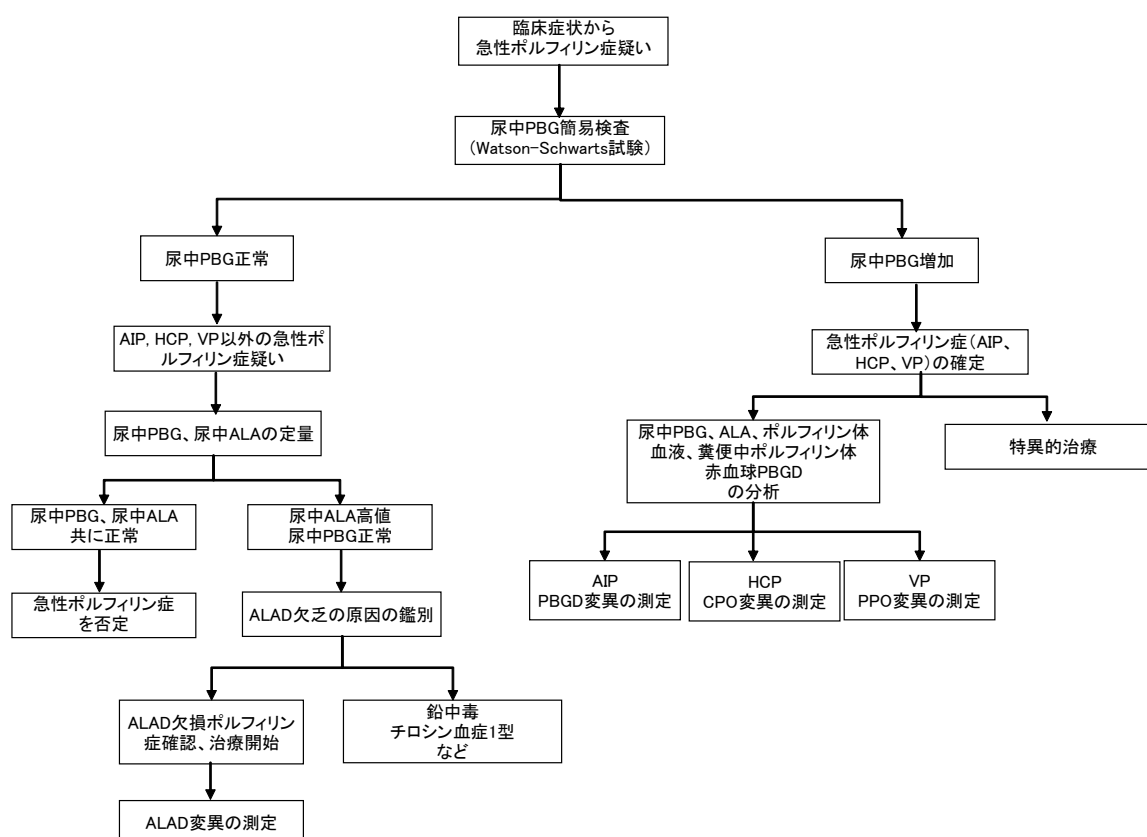 臨床症状から
急性ポルフィリン症疑い
尿中PBG簡易検査
(Watson-Schwarts試験)
尿中PBG正常
尿中PBG増加
AIP, HCP, VP以外の急性ポ
ルフィリン症疑い
急性ポルフィリン症(AIP、
HCP、VP)の確定
尿中PBG、尿中ALAの定量
尿中PBG、ALA、ポルフィリン体
血液、糞便中ポルフィリン体
赤血球PBGD
の分析
特異的治療
尿中PBG、尿中ALA
共に正常
尿中ALA高値
尿中PBG正常
急性ポルフィリン症
を否定
ALAD欠乏の原因の鑑別
AIP
PBGD変異の測定
HCP
CPO変異の測定
VP
PPO変異の測定
ALAD欠損ポルフィリン
症確認、治療開始
鉛中毒
チロシン血症1型
など
ALAD変異の測定